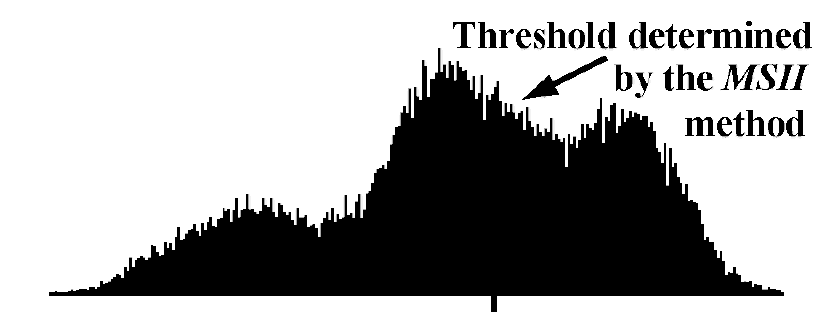 Threshold determined
by the MSII
method